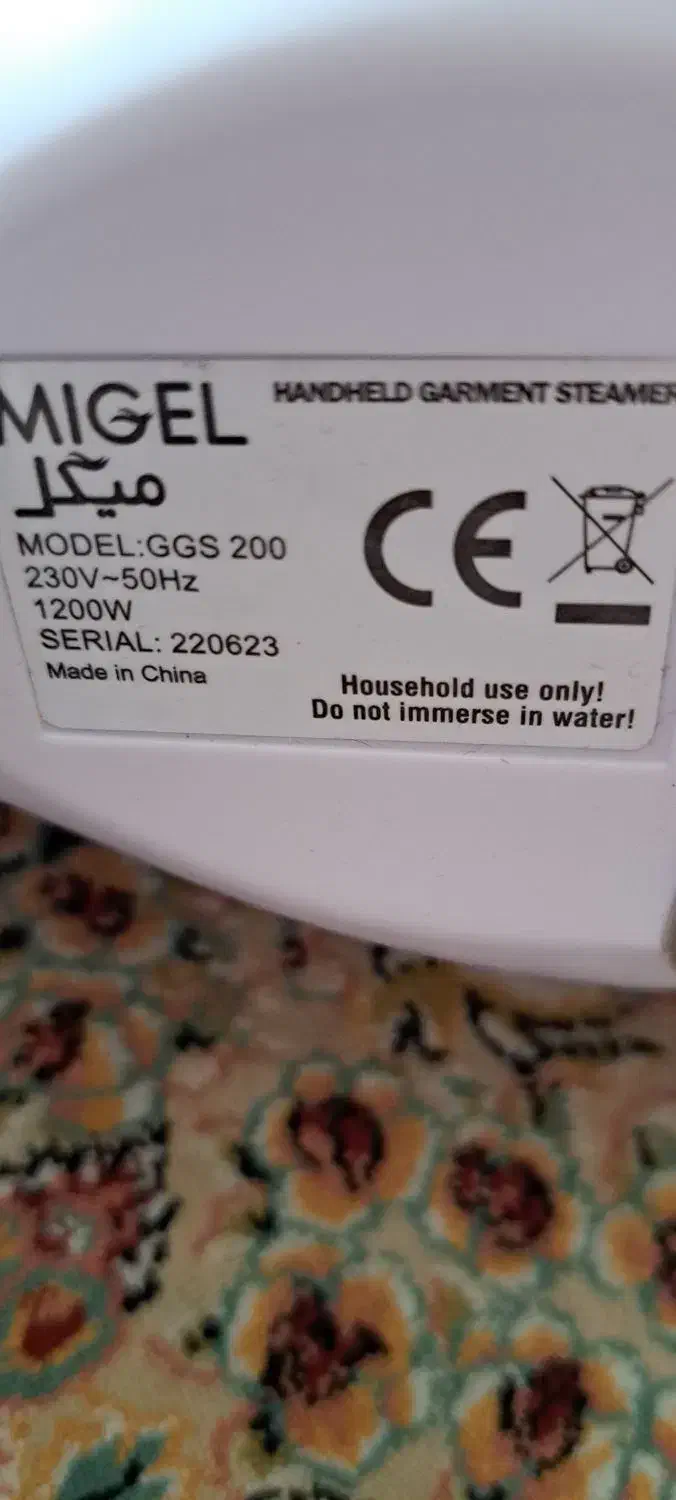 MIGEL
میگل
HANDHELD GARMENT STEAMER
MODEL:GGS 200
230V~50Hz
1200W
SERIAL: 220623
Made in China
CE
Household use only!
Do not immerse in water!